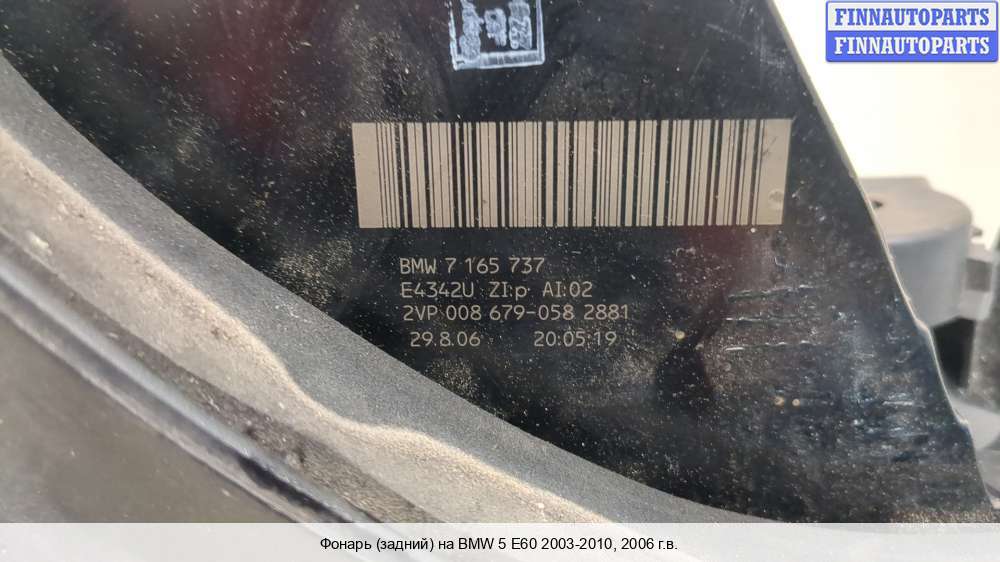 FINNAUTOPARTS
FINNAUTOPARTS
BMW 7 165 737
E4342U ZI:p AI:02
2VP 008 679-058 2881
29.8.06 20:05:19
Фонарь (задний) на BMW 5 E60 2003-2010, 2006 г.в.